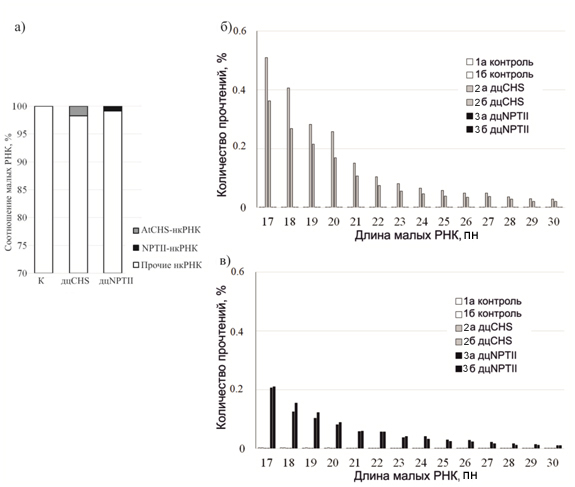 а)
Соотношение малых РНК, %
100
95
90
85
80
75
70
К дцCHS дцNPTII
AtCHS-нкРНК
NPTII-нкРНК
Прочие нкРНК
б)
Количество прочтений, %
0.6
0.4
0.2
0
1а контроль
1б контроль
2а дцCHS
2б дцCHS
3а дцNPTII
3б дцNPTII
17 18 19 20 21 22 23 24 25 26 27 28 29 30
Длина малых РНК, пн
в)
Количество прочтений, %
0.6
0.4
0.2
0
1а контроль
1б контроль
2а дцCHS
2б дцCHS
3а дцNPTII
3б дцNPTII
17 18 19 20 21 22 23 24 25 26 27 28 29 30
Длина малых РНК, пн